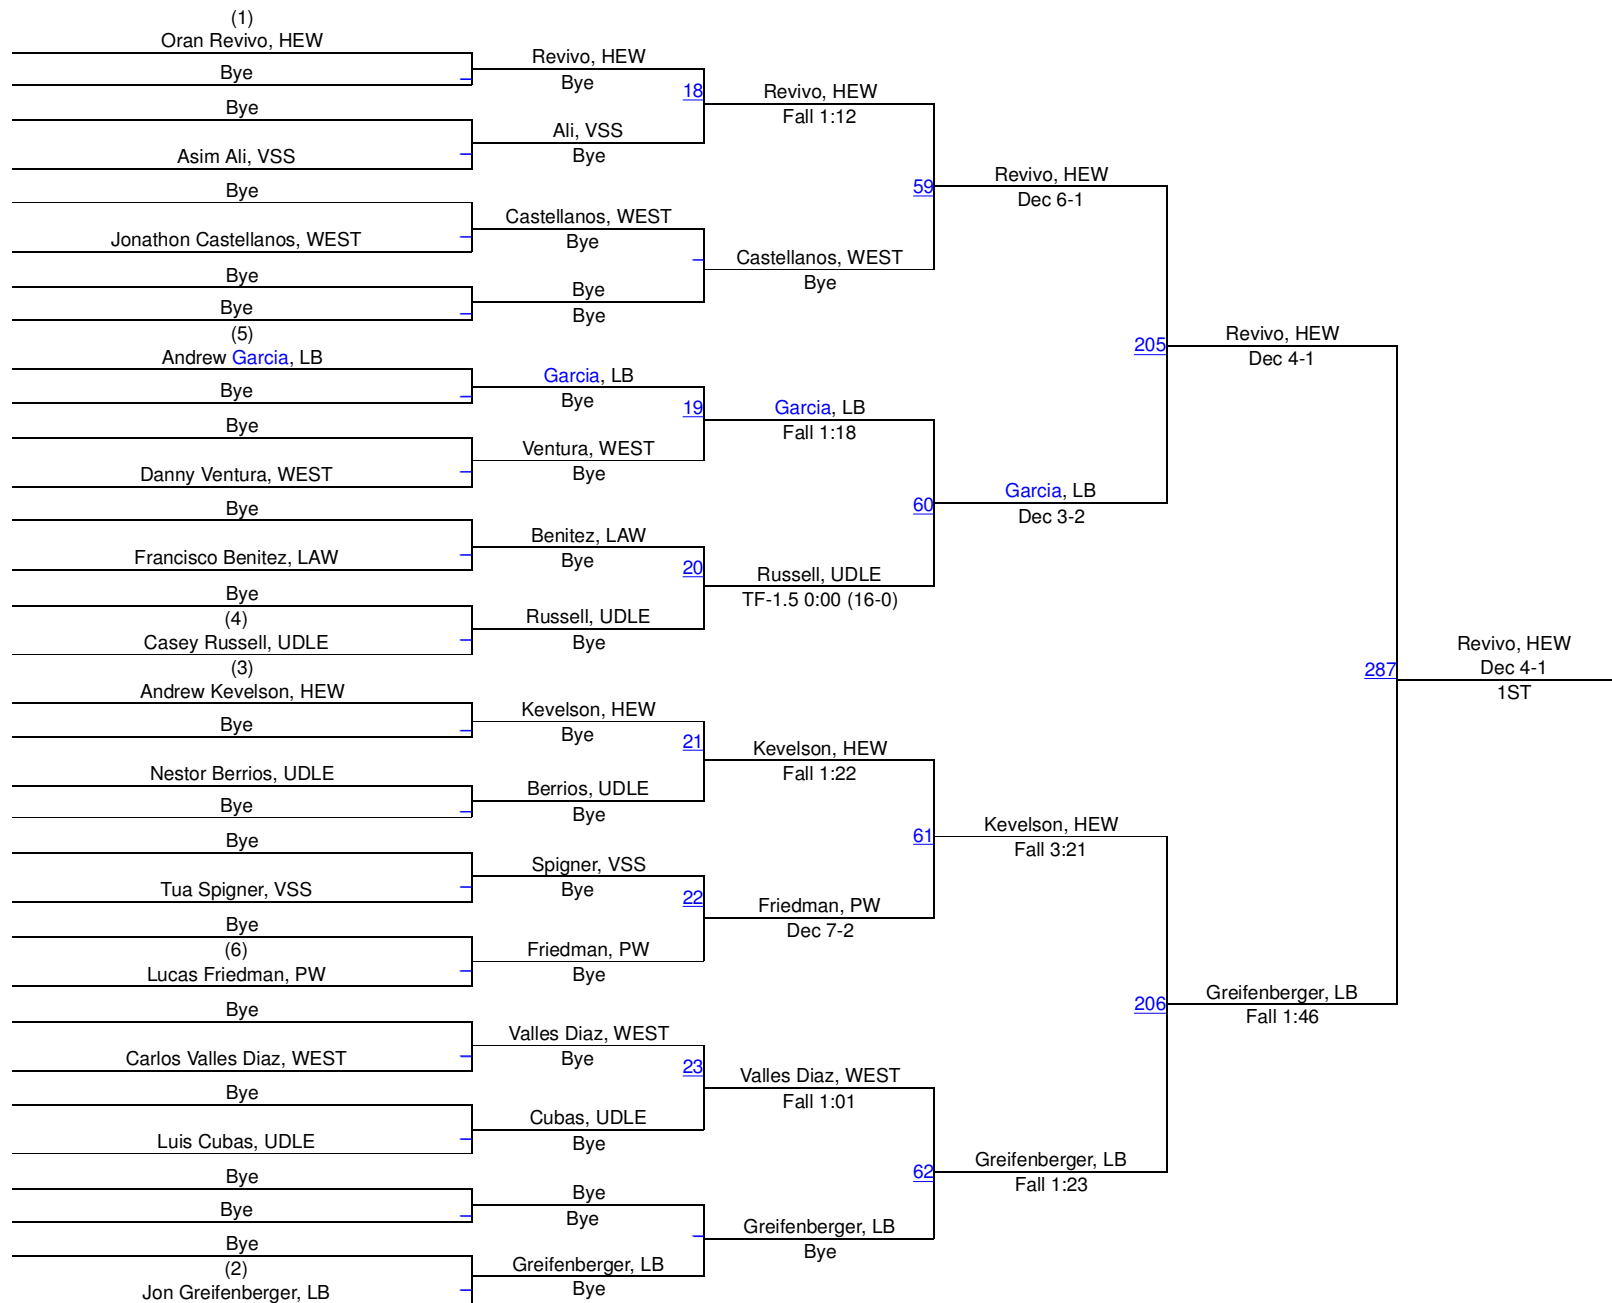 (1)
Oran Revivo, HEW
Bye
Bye
Asim Ali, VSS
Bye
Jonathon Castellanos, WEST
Bye
Bye
(5)
Andrew Garcia, LB
Bye
Bye
Danny Ventura, WEST
Bye
Francisco Benitez, LAW
Bye
(4)
Casey Russell, UDLE
(3)
Andrew Kevelson, HEW
Bye
Nestor Berrios, UDLE
Bye
Bye
Tua Spigner, VSS
Bye
(6)
Lucas Friedman, PW
Bye
Carlos Valles Diaz, WEST
Bye
Luis Cubas, UDLE
Bye
Bye
Bye
(2)
Jon Greifenberger, LB
Revivo, HEW
Bye
18
Ali, VSS
Bye
Castellanos, WEST
Bye
Bye
Bye
Garcia, LB
Bye
19
Ventura, WEST
Bye
Benitez, LAW
Bye
20
Russell, UDLE
Bye
Kevelson, HEW
Bye
21
Berrios, UDLE
Bye
Spigner, VSS
Bye
22
Friedman, PW
Bye
Valles Diaz, WEST
Bye
23
Cubas, UDLE
Bye
Bye
Bye
Greifenberger, LB
Bye
Revivo, HEW
Fall 1:12
59
Castellanos, WEST
Bye
Garcia, LB
Fall 1:18
60
Russell, UDLE
TF-1.5 0:00 (16-0)
Kevelson, HEW
Fall 1:22
61
Friedman, PW
Dec 7-2
Valles Diaz, WEST
Fall 1:01
62
Greifenberger, LB
Bye
Revivo, HEW
Dec 6-1
205
Garcia, LB
Dec 3-2
Kevelson, HEW
Fall 3:21
206
Greifenberger, LB
Fall 1:23
Revivo, HEW
Dec 4-1
287
Greifenberger, LB
Fall 1:46
Revivo, HEW
Dec 4-1
1ST